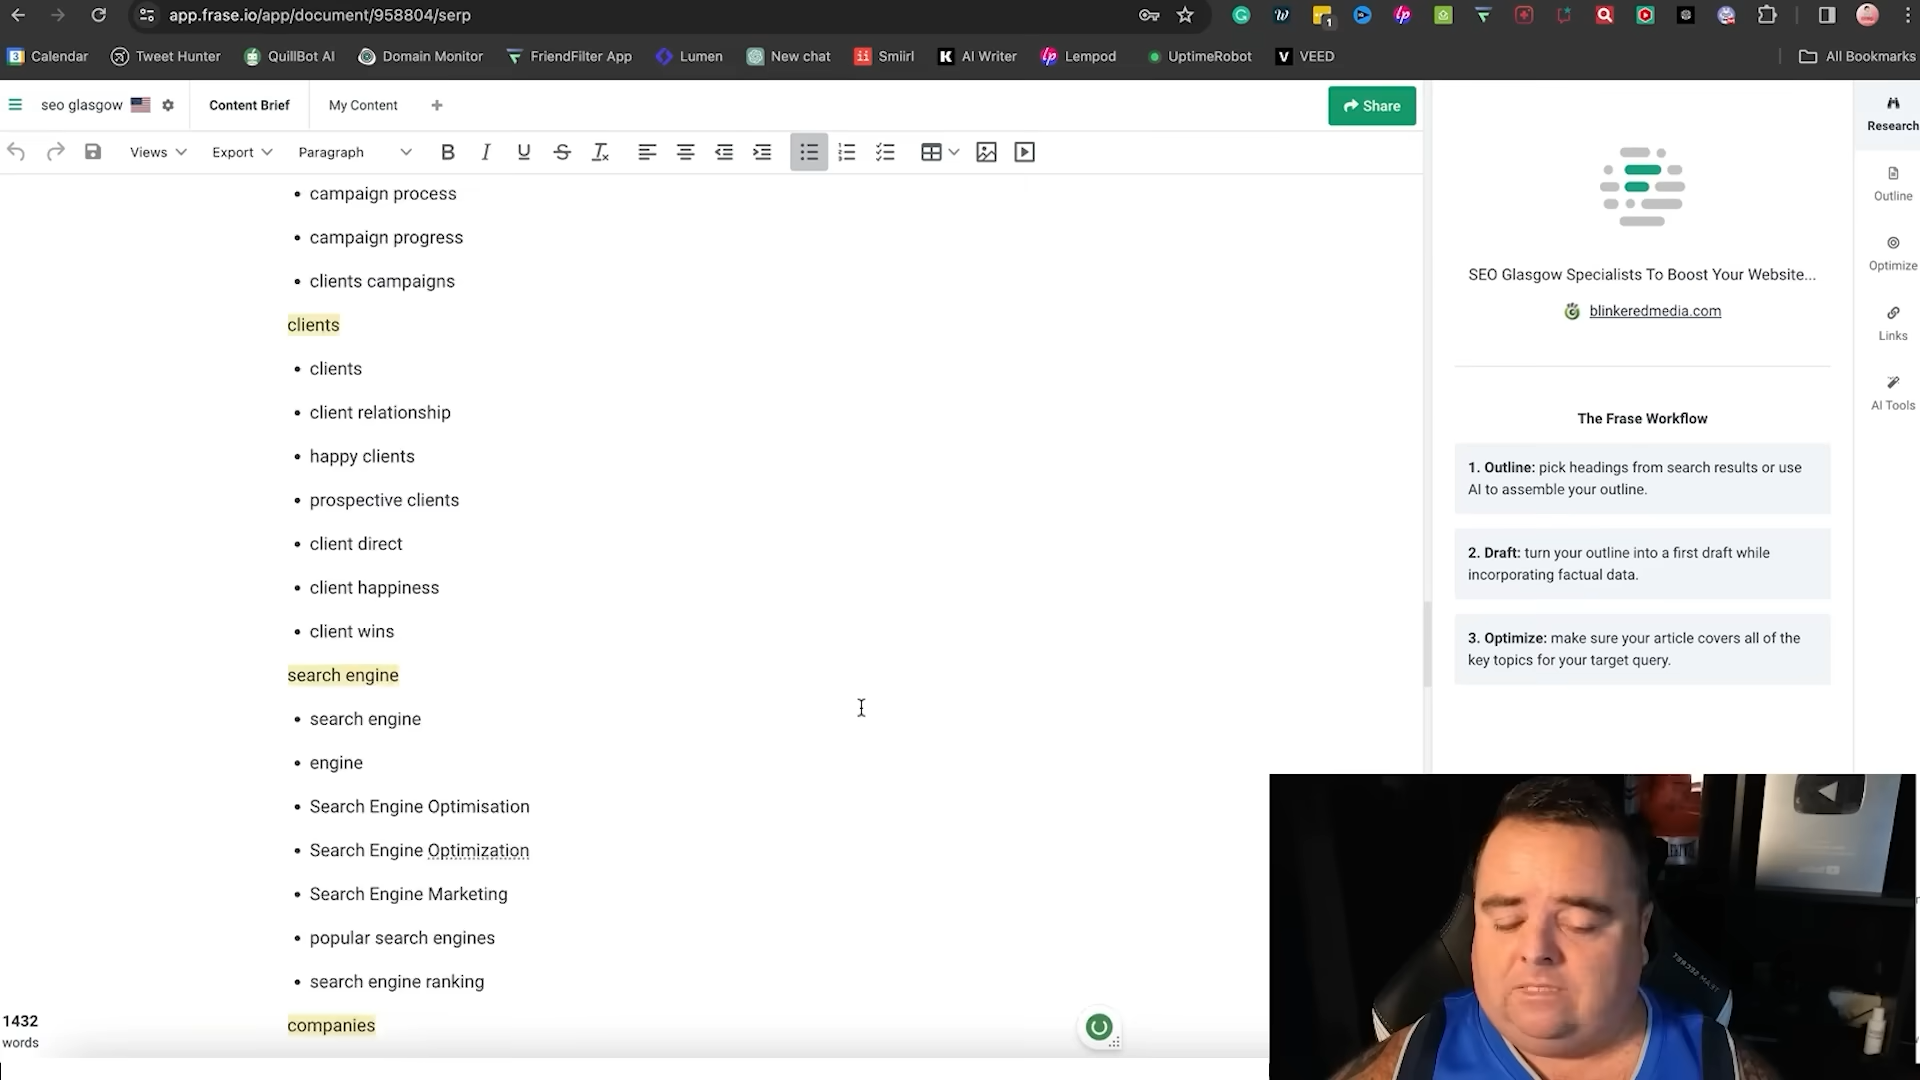 app.frase.io/app/document/958804/serp
1
Calendar
Tweet Hunter
QuillBot AI
Domain Monitor
FriendFilter App
Lumen
New chat
Smiirl
AI Writer
Lempod
UptimeRobot
VEED
All Bookmarks
seo glasgow
Content Brief
My Content
Share
Research
Views
Export
Paragraph
campaign process
campaign progress
clients campaigns
clients
clients
client relationship
happy clients
prospective clients
client direct
client happiness
client wins
search engine
search engine
engine
Search Engine Optimisation
Search Engine Optimization
Search Engine Marketing
popular search engines
search engine ranking
companies
1432
words
SEO Glasgow Specialists To Boost Your Website...
blinkeredmedia.com
The Frase Workflow
1. Outline: pick headings from search results or use
AI to assemble your outline.
2. Draft: turn your outline into a first draft while
incorporating factual data.
3. Optimize: make sure your article covers all of the
key topics for your target query.
Outline
Optimize
Links
AI Tools